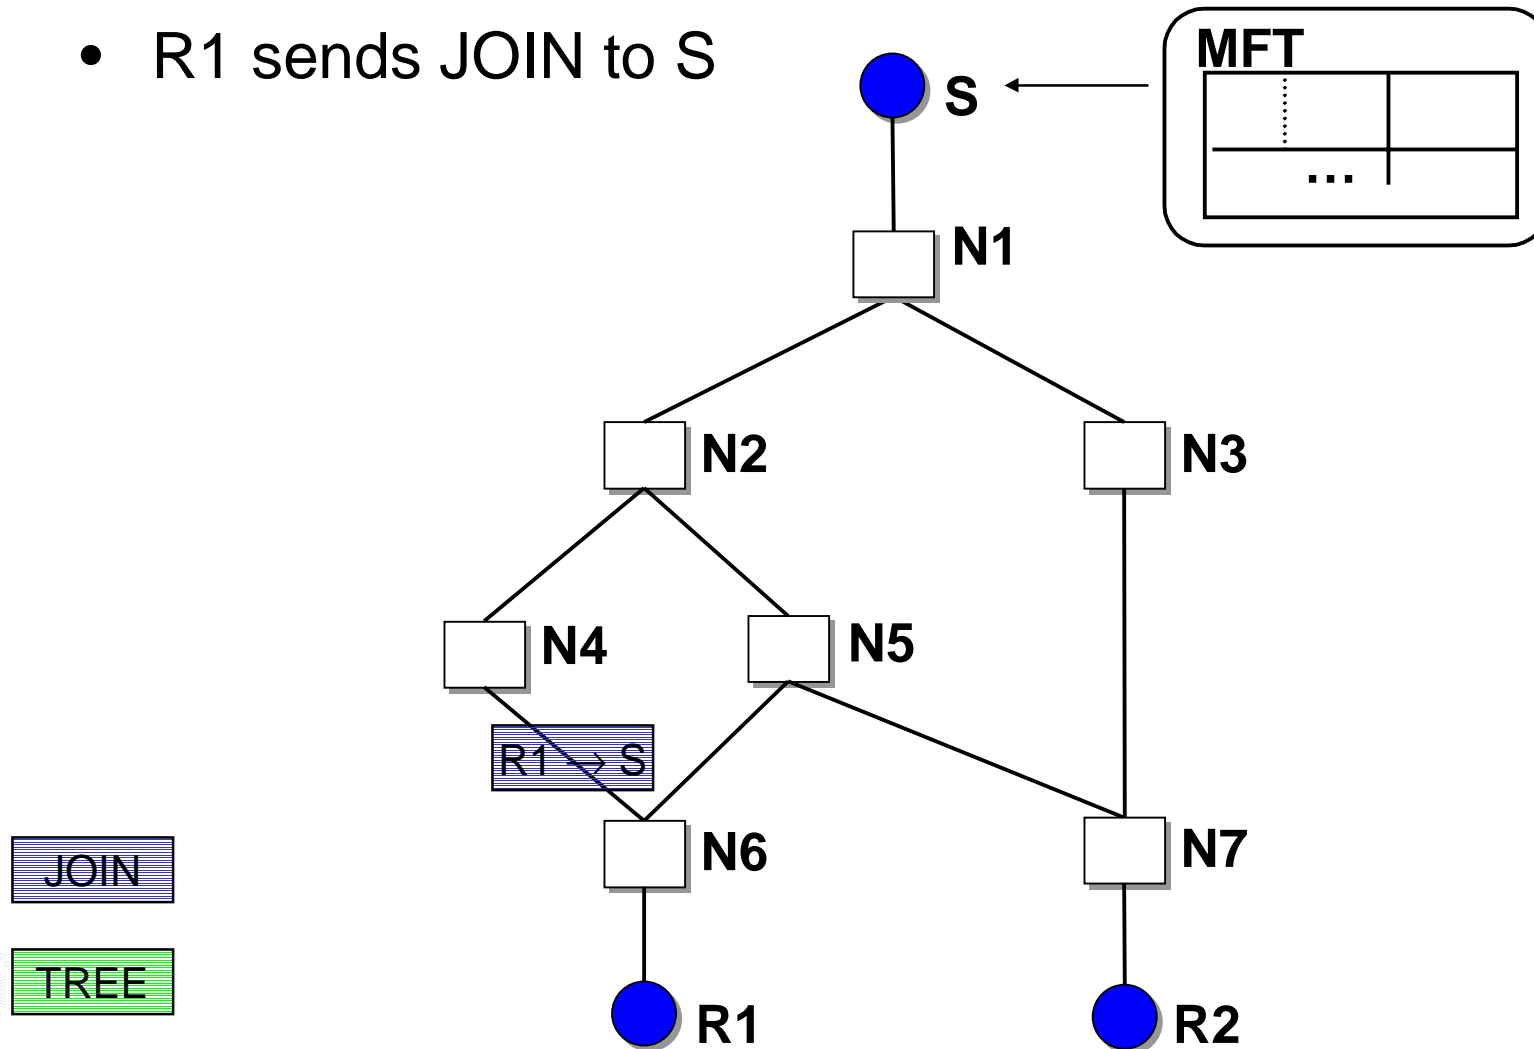 • R1 sends JOIN to S
MFT
S
...
N1
N2
N3
N4
N5
R1 → S
N6
N7
JOIN
TREE
R1
R2